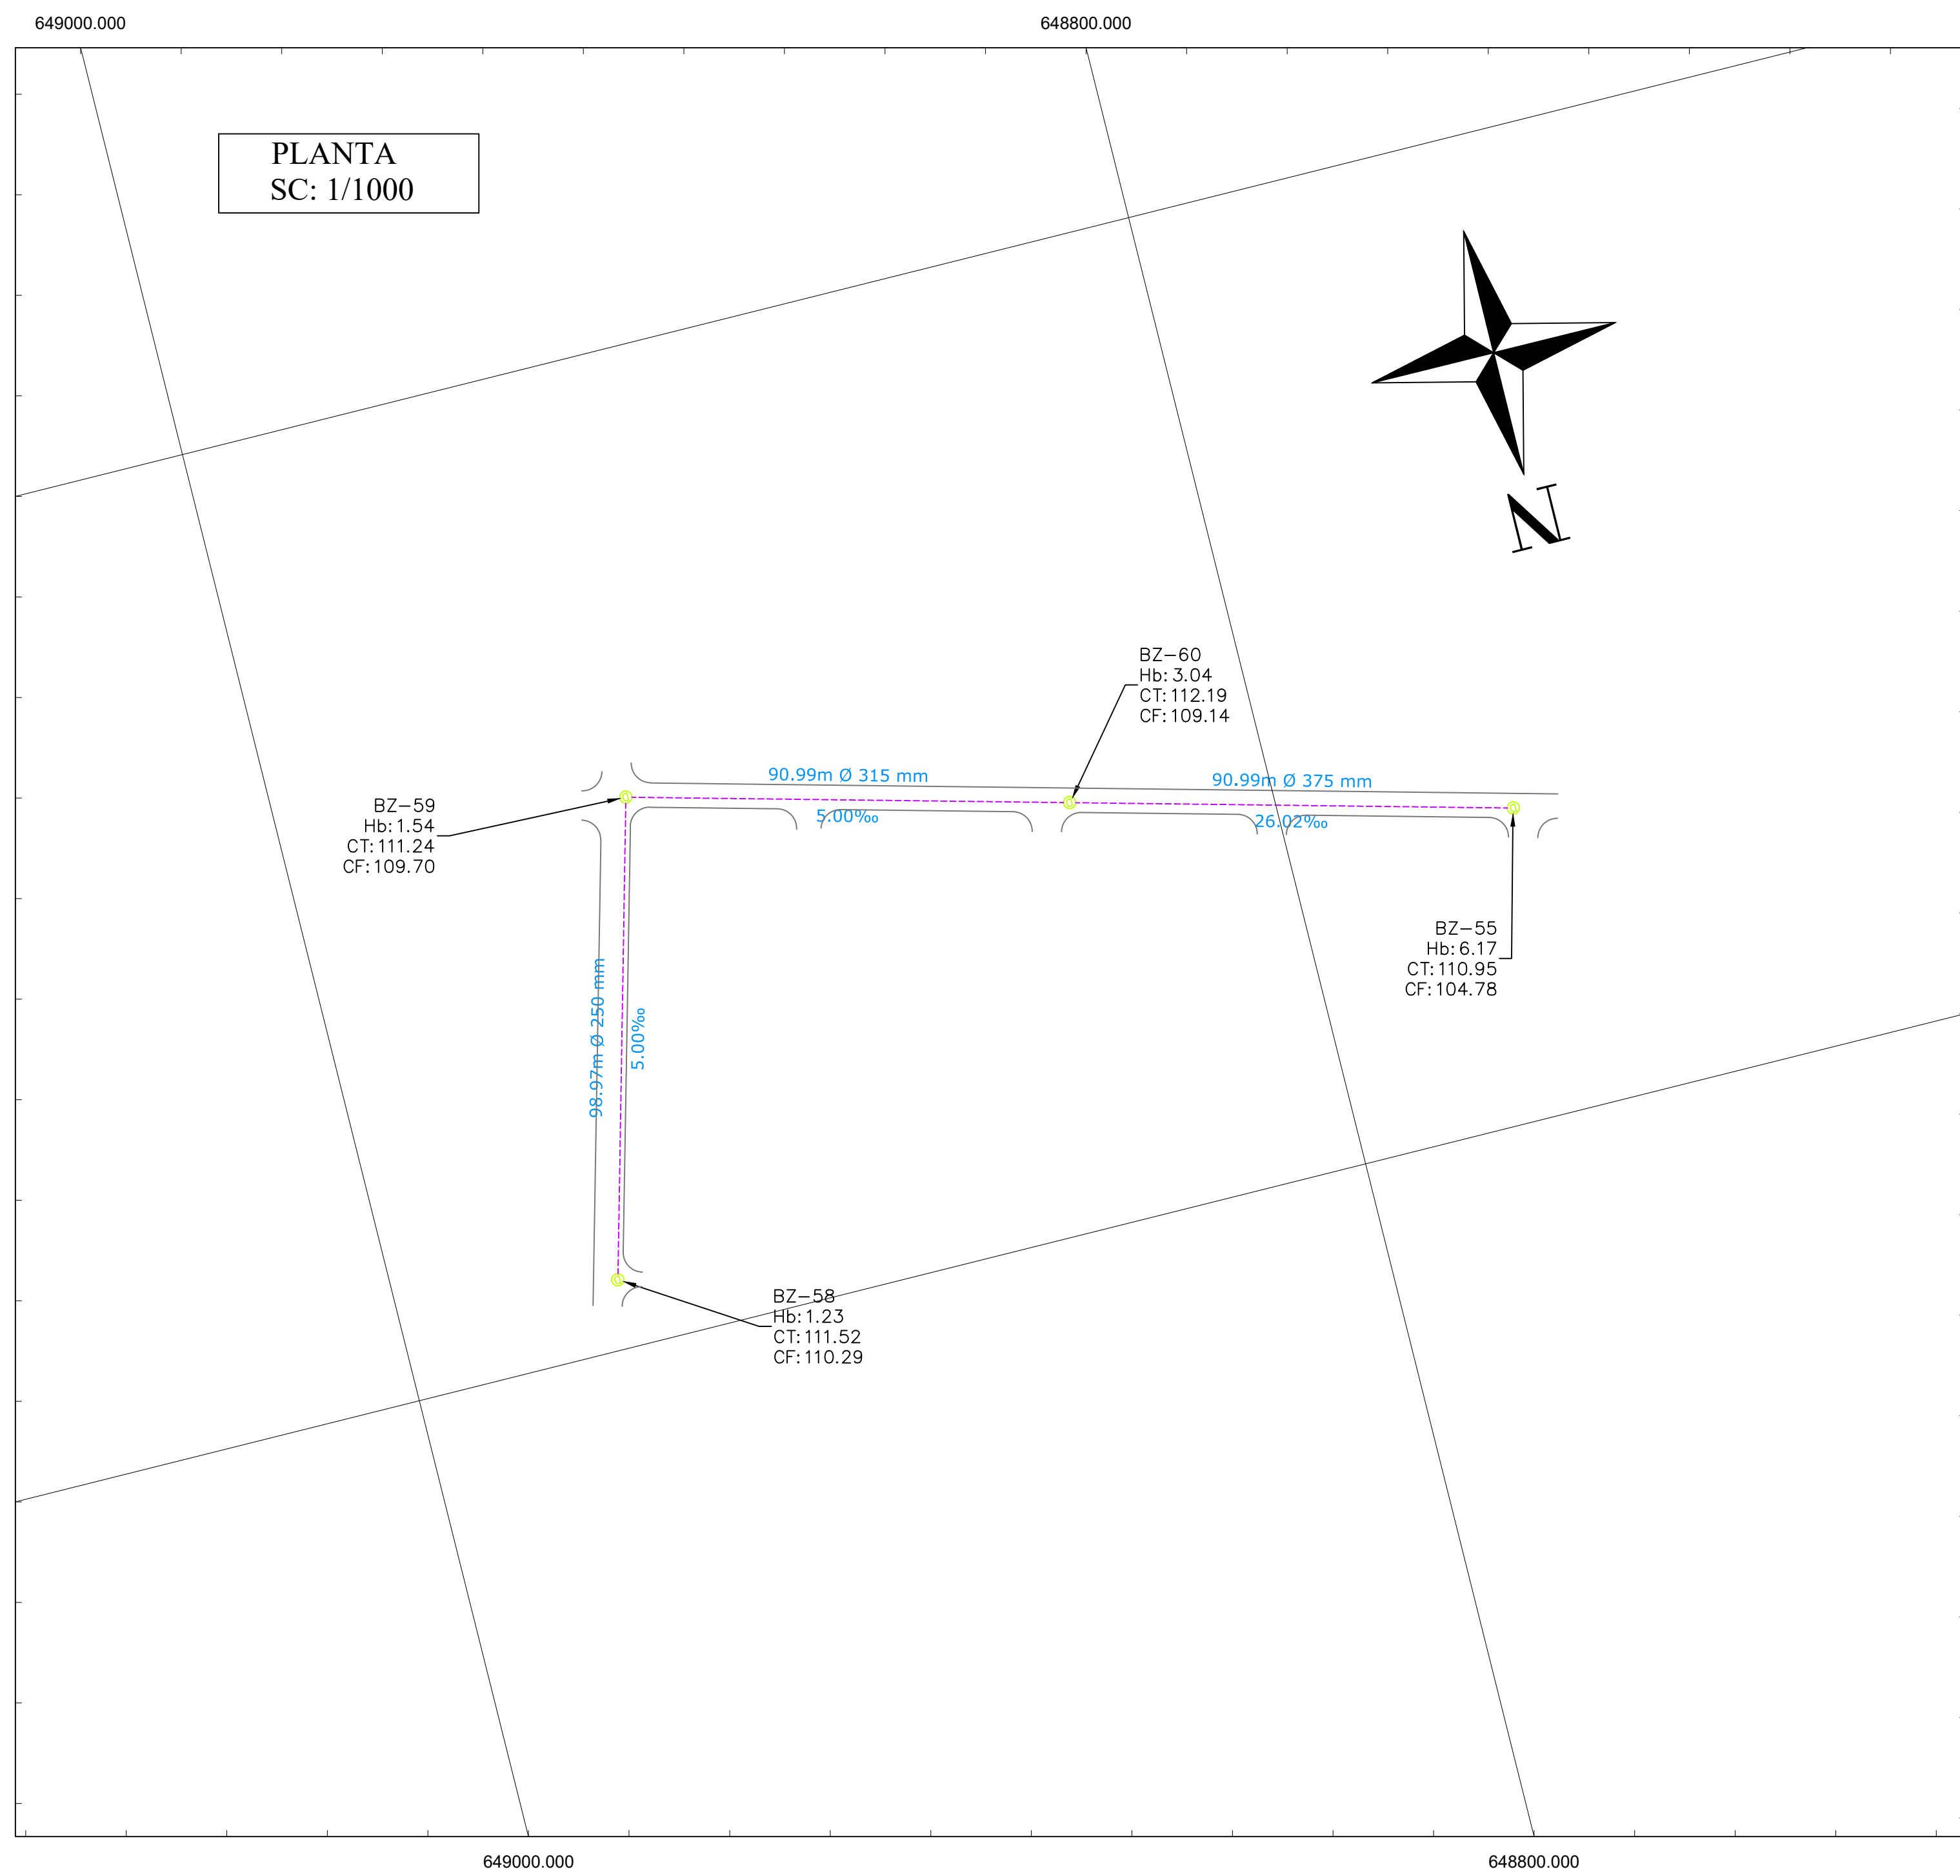 649000.000
648800.000
PLANTA
SC: 1/1000
N
BZ-60
Hb: 3.04
CT: 112.19
CF: 109.14
90.99m Ø 315 mm
90.99m Ø 375 mm
BZ-59
Hb: 1.54
CT: 111.24
CF: 109.70
5.00‰
26.02‰
BZ-55
Hb: 6.17
CT: 110.95
CF: 104.78
98.97m Ø 250 mm
5.00‰
BZ-58
Hb: 1.23
CT: 111.52
CF: 110.29
649000.000
648800.000